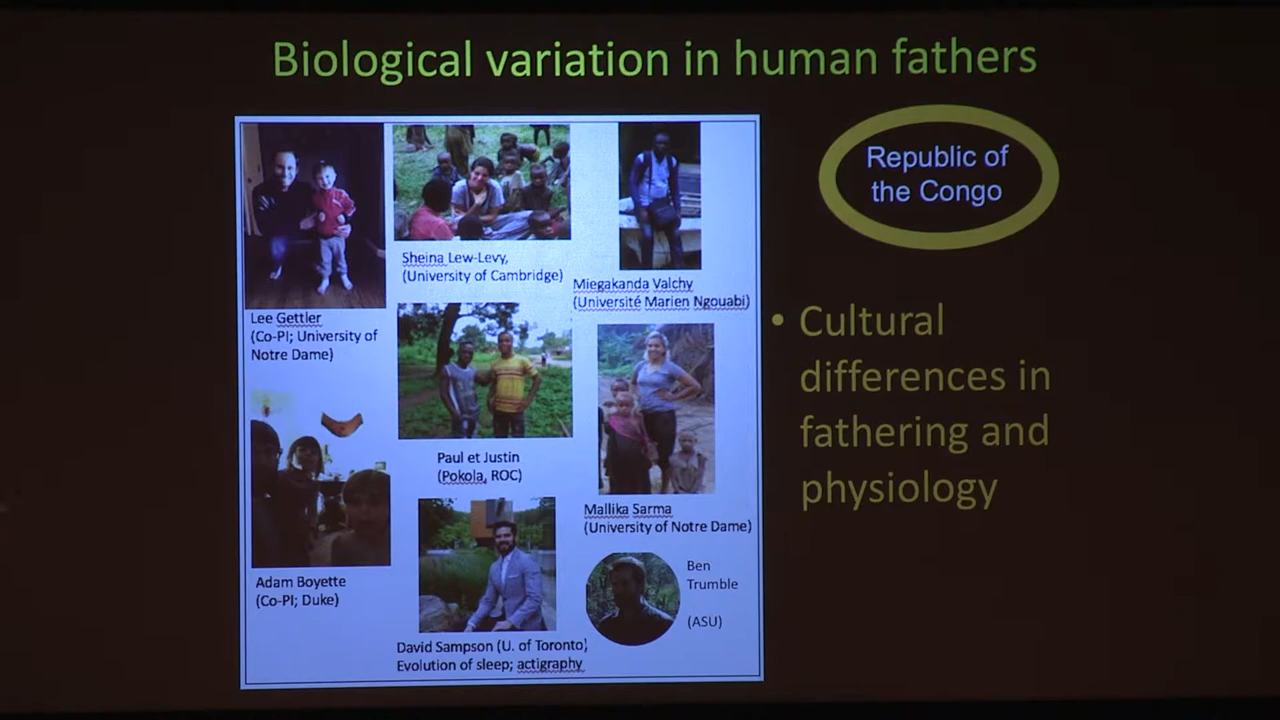 Biological variation in human fathers
Lee Gettler
(Co-PI; University of
Notre Dame)
Sheina Lew-Levy,
(University of Cambridge)
Miegakanda Valchy
(Université Marien Ngouabi)
Paul et Justin
(Pokola, ROC)
Mallika Sarma
(University of Notre Dame)
Adam Boyette
(Co-PI; Duke)
David Sampson (U. of Toronto)
Evolution of sleep; actigraphy
Ben
Trumble
(ASU)
Republic of
the Congo
• Cultural
differences in
fathering and
physiology